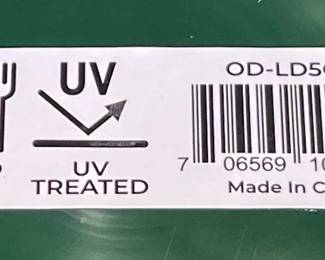 UV
UV
TREATED
OD-LD5
7 06569 10
Made In C